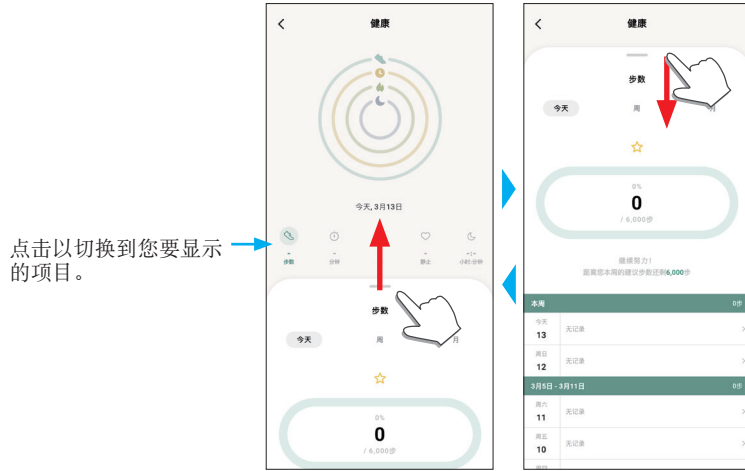 点击以切换到您要显示
的项目。
健康
今天, 3月13日
-
步数
-
分钟
-
静止
-:-
小时:分钟
步数
今天
周
月
0%
0
/ 6,000步
健康
步数
今天
周
月
0%
0
/ 6,000步
继续努力!
距离您本周的建议步数还剩6,000步
本周 0步
今天
13
无记录
周日
12
无记录
3月5日 - 3月11日 0步
周六
11
无记录
周五
10
无记录